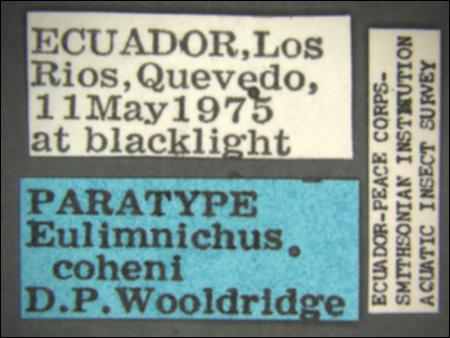 ECUADOR,Los
Rios,Quevedo,
11May1975
at blacklight
PARATYPE
Eulimnichus
coheni
D.P.Wooldridge
ECUADOR-PEACE CORPS-
SMITHSONIAN INSTITUTION
AQUATIC INSECT SURVEY